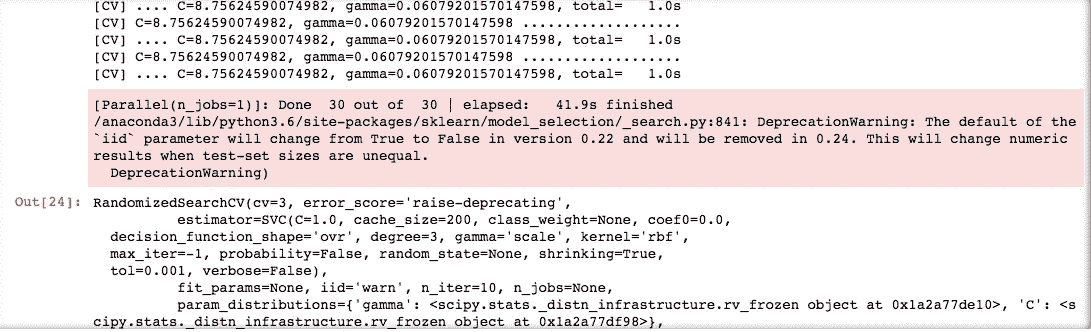 [CV] .... C=8.75624590074982, gamma=0.06079201570147598, total=   1.0s
[CV] C=8.75624590074982, gamma=0.06079201570147598 ...................
[CV] .... C=8.75624590074982, gamma=0.06079201570147598, total=   1.0s
[CV] C=8.75624590074982, gamma=0.06079201570147598 ...................
[CV] .... C=8.75624590074982, gamma=0.06079201570147598, total=   1.0s
[Parallel(n_jobs=1)]: Done  30 out of  30 | elapsed:   41.9s finished
/anaconda3/lib/python3.6/site-packages/sklearn/model_selection/_search.py:841: DeprecationWarning: The default of the
`iid` parameter will change from True to False in version 0.22 and will be removed in 0.24. This will change numeric
results when test-set sizes are unequal.
  DeprecationWarning)
Out[24]: RandomizedSearchCV(cv=3, error_score='raise-deprecating',
          estimator=SVC(C=1.0, cache_size=200, class_weight=None, coef0=0.0,
  decision_function_shape='ovr', degree=3, gamma='scale', kernel='rbf',
  max_iter=-1, probability=False, random_state=None, shrinking=True,
  tol=0.001, verbose=False),
          fit_params=None, iid='warn', n_iter=10, n_jobs=None,
          param_distributions={'gamma': <scipy.stats._distn_infrastructure.rv_frozen object at 0x1a2a77de10>, 'C': <s
cipy.stats._distn_infrastructure.rv_frozen object at 0x1a2a77df98>},